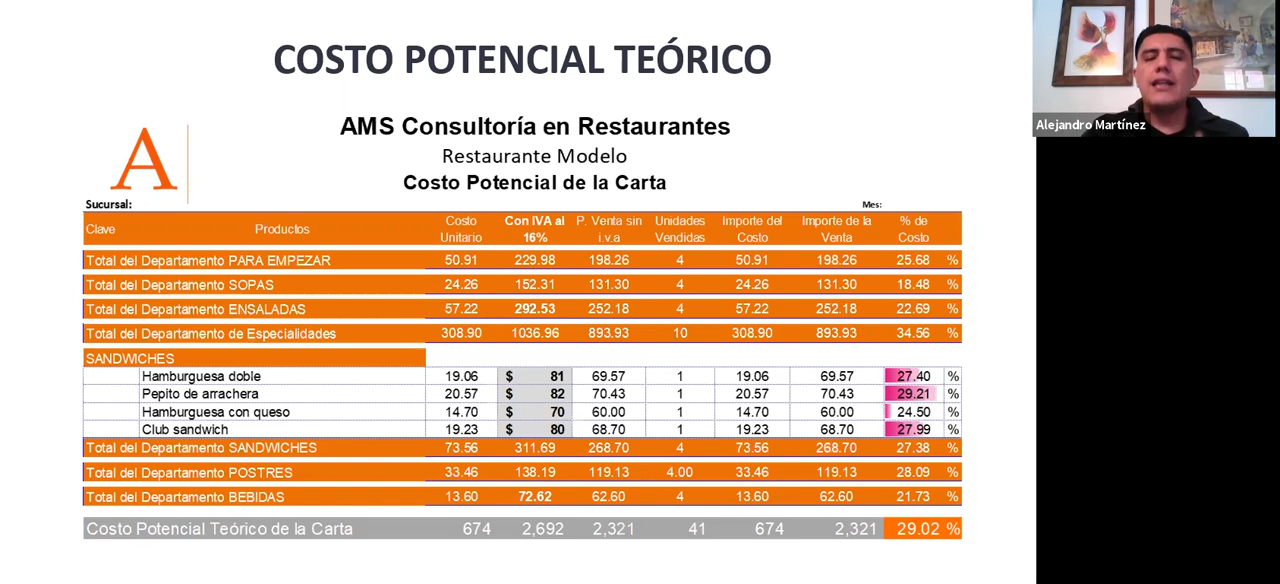 COSTO POTENCIAL TEÓRICO
A
AMS Consultoría en Restaurantes
Restaurante Modelo
Costo Potencial de la Carta
Sucursal: Mes:
Clave Productos Costo Unitario Con IVA al 16% P. Venta sin i.v.a Unidades Vendidas Importe del Costo Importe de la Venta % de Costo
Total del Departamento PARA EMPEZAR 50.91 229.98 198.26 4 50.91 198.26 25.68 %
Total del Departamento SOPAS 24.26 152.31 131.30 4 24.26 131.30 18.48 %
Total del Departamento ENSALADAS 57.22 292.53 252.18 4 57.22 252.18 22.69 %
Total del Departamento de Especialidades 308.90 1036.96 893.93 10 308.90 893.93 34.56 %
SANDWICHES
Hamburguesa doble 19.06 $ 81 69.57 1 19.06 69.57 27.40 %
Pepito de arrachera 20.57 $ 82 70.43 1 20.57 70.43 29.21 %
Hamburguesa con queso 14.70 $ 70 60.00 1 14.70 60.00 24.50 %
Club sandwich 19.23 $ 80 68.70 1 19.23 68.70 27.99 %
Total del Departamento SANDWICHES 73.56 311.69 268.70 4 73.56 268.70 27.38 %
Total del Departamento POSTRES 33.46 138.19 119.13 4.00 33.46 119.13 28.09 %
Total del Departamento BEBIDAS 13.60 72.62 62.60 4 13.60 62.60 21.73 %
Costo Potencial Teórico de la Carta 674 2,692 2,321 41 674 2,321 29.02 %
Alejandro Martínez